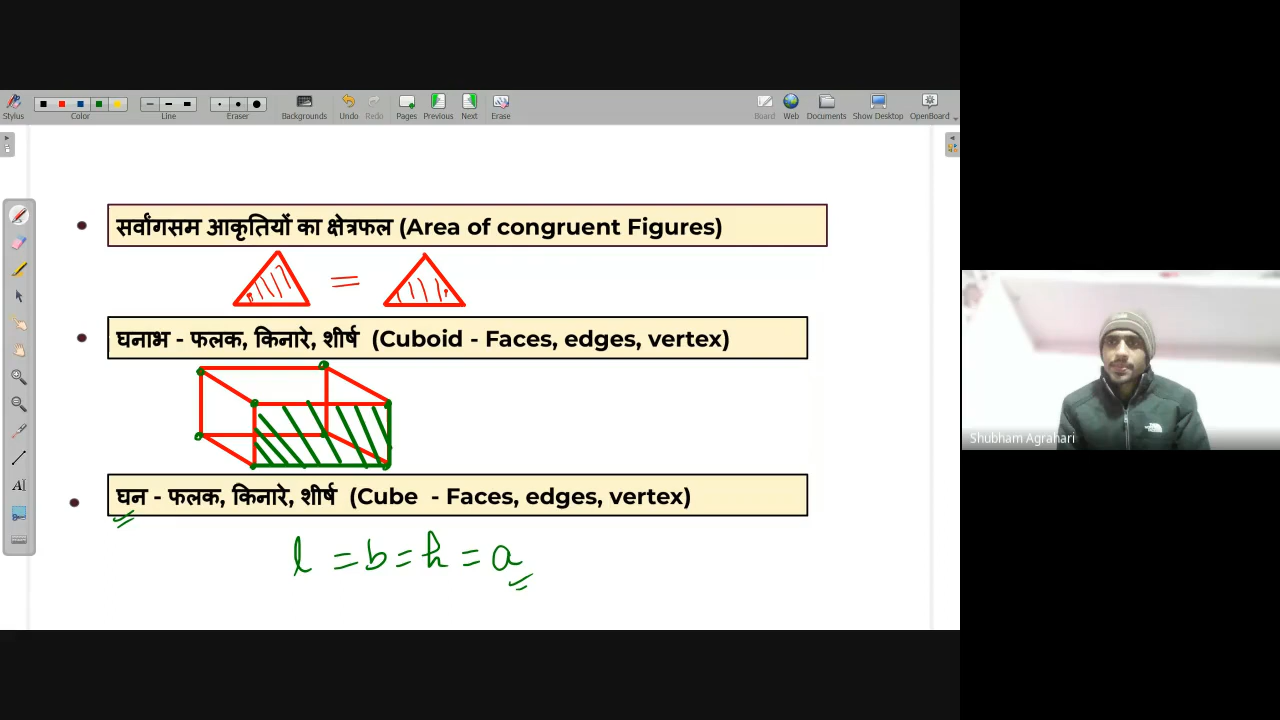 Stylus Color Line Eraser Backgrounds Undo Redo Pages Previous Next Erase Board Web Documents Show Desktop OpenBoard
• सर्वांगसम आकृतियों का क्षेत्रफल (Area of congruent Figures)
=
• घनाभ - फलक, किनारे, शीर्ष (Cuboid - Faces, edges, vertex)
• घन - फलक, किनारे, शीर्ष (Cube - Faces, edges, vertex)
l = b = h = a
Shubham Agrahari